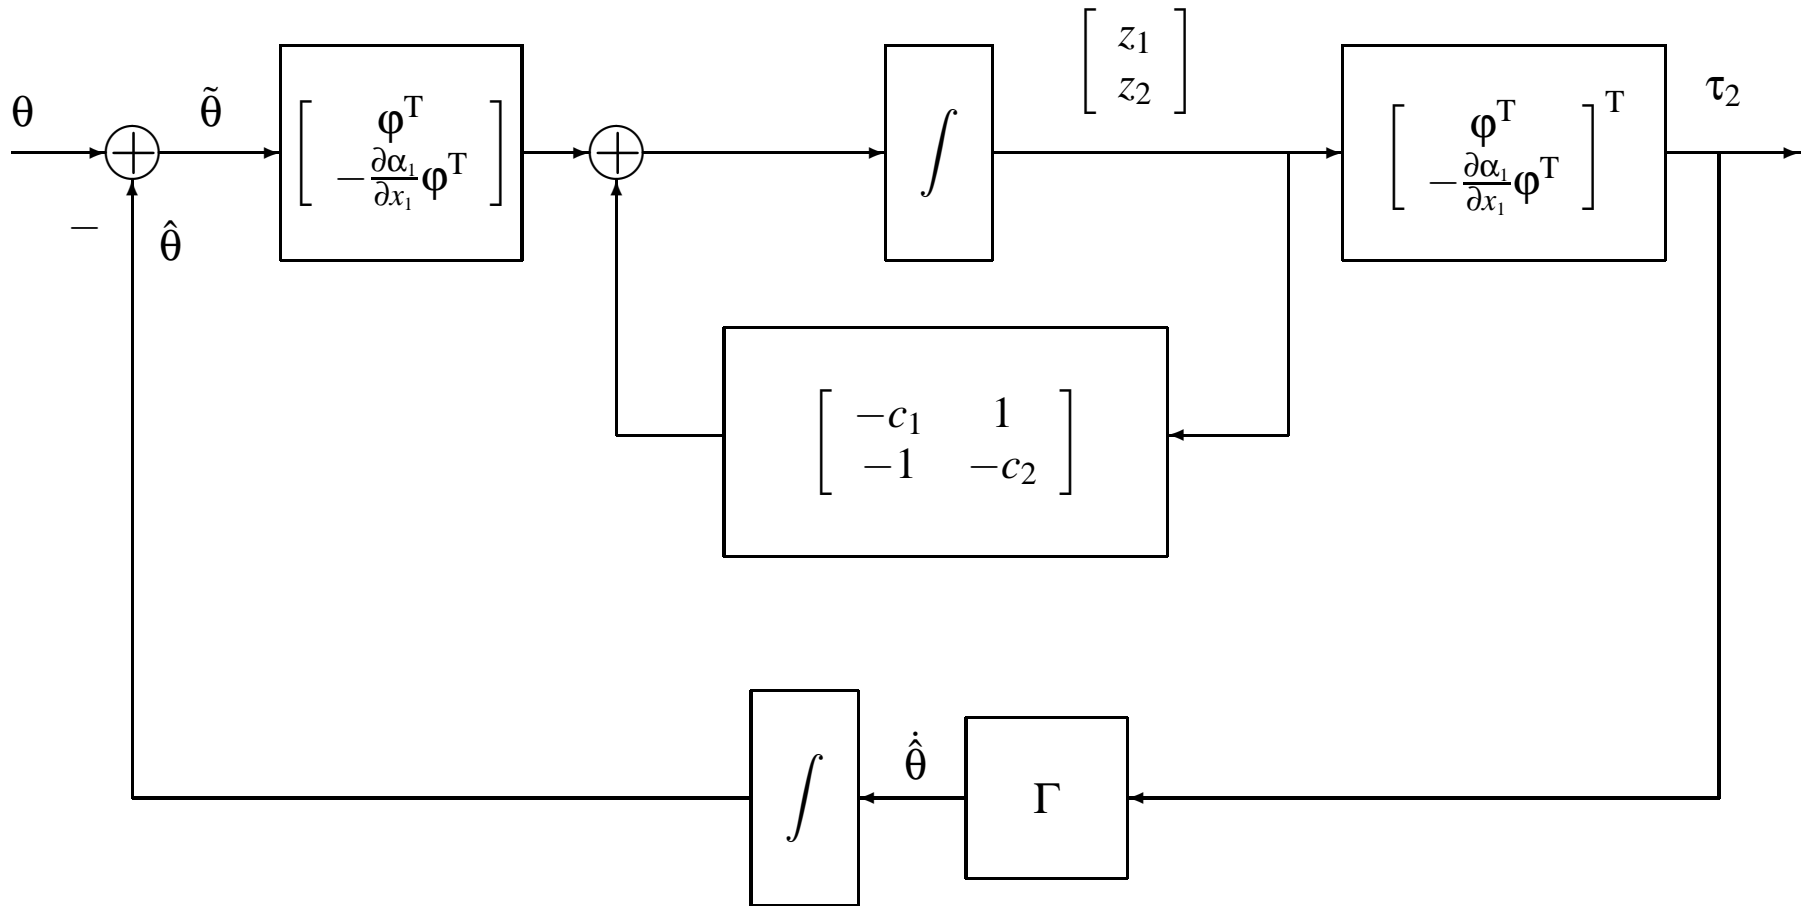 θ
θ̃
−
θ̂
[ φᵀ
−∂α₁/∂x₁ φᵀ ]
∫
[ z₁
z₂ ]
[ φᵀ
−∂α₁/∂x₁ φᵀ ]ᵀ
τ₂
[ −c₁ 1
−1 −c₂ ]
∫
θ̂̇
Γ